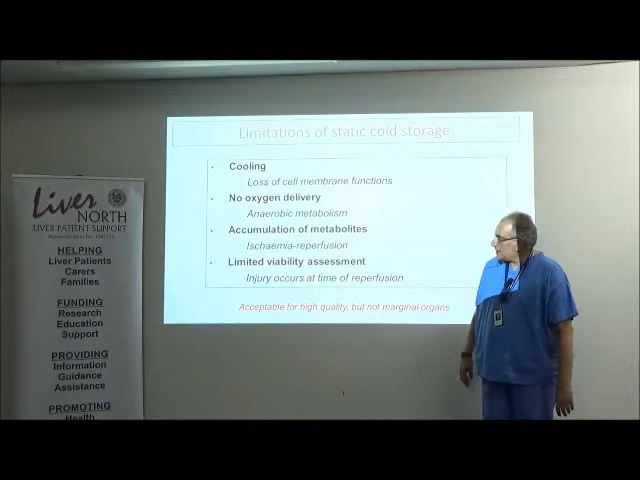 Limitations of static cold storage
• Cooling
Loss of cell membrane functions
• No oxygen delivery
Anaerobic metabolism
• Accumulation of metabolites
Ischaemia-reperfusion
• Limited viability assessment
Injury occurs at time of reperfusion
Acceptable for high quality, but not marginal organs
Liver
NORTH
LIVER PATIENT SUPPORT
HELPING
Liver Patients
Carers
Families
FUNDING
Research
Education
Support
PROVIDING
Information
Guidance
Assistance
PROMOTING
Health